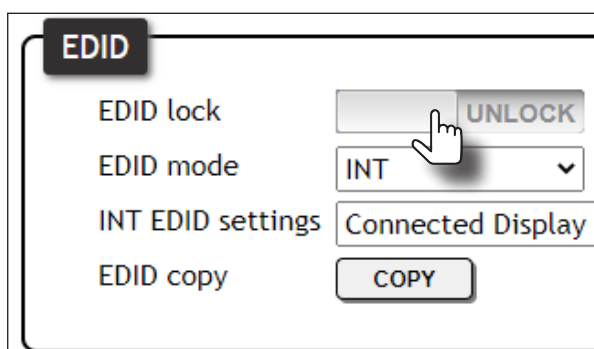 EDID
EDID lock UNLOCK
EDID mode INT
INT EDID settings Connected Display
EDID copy COPY